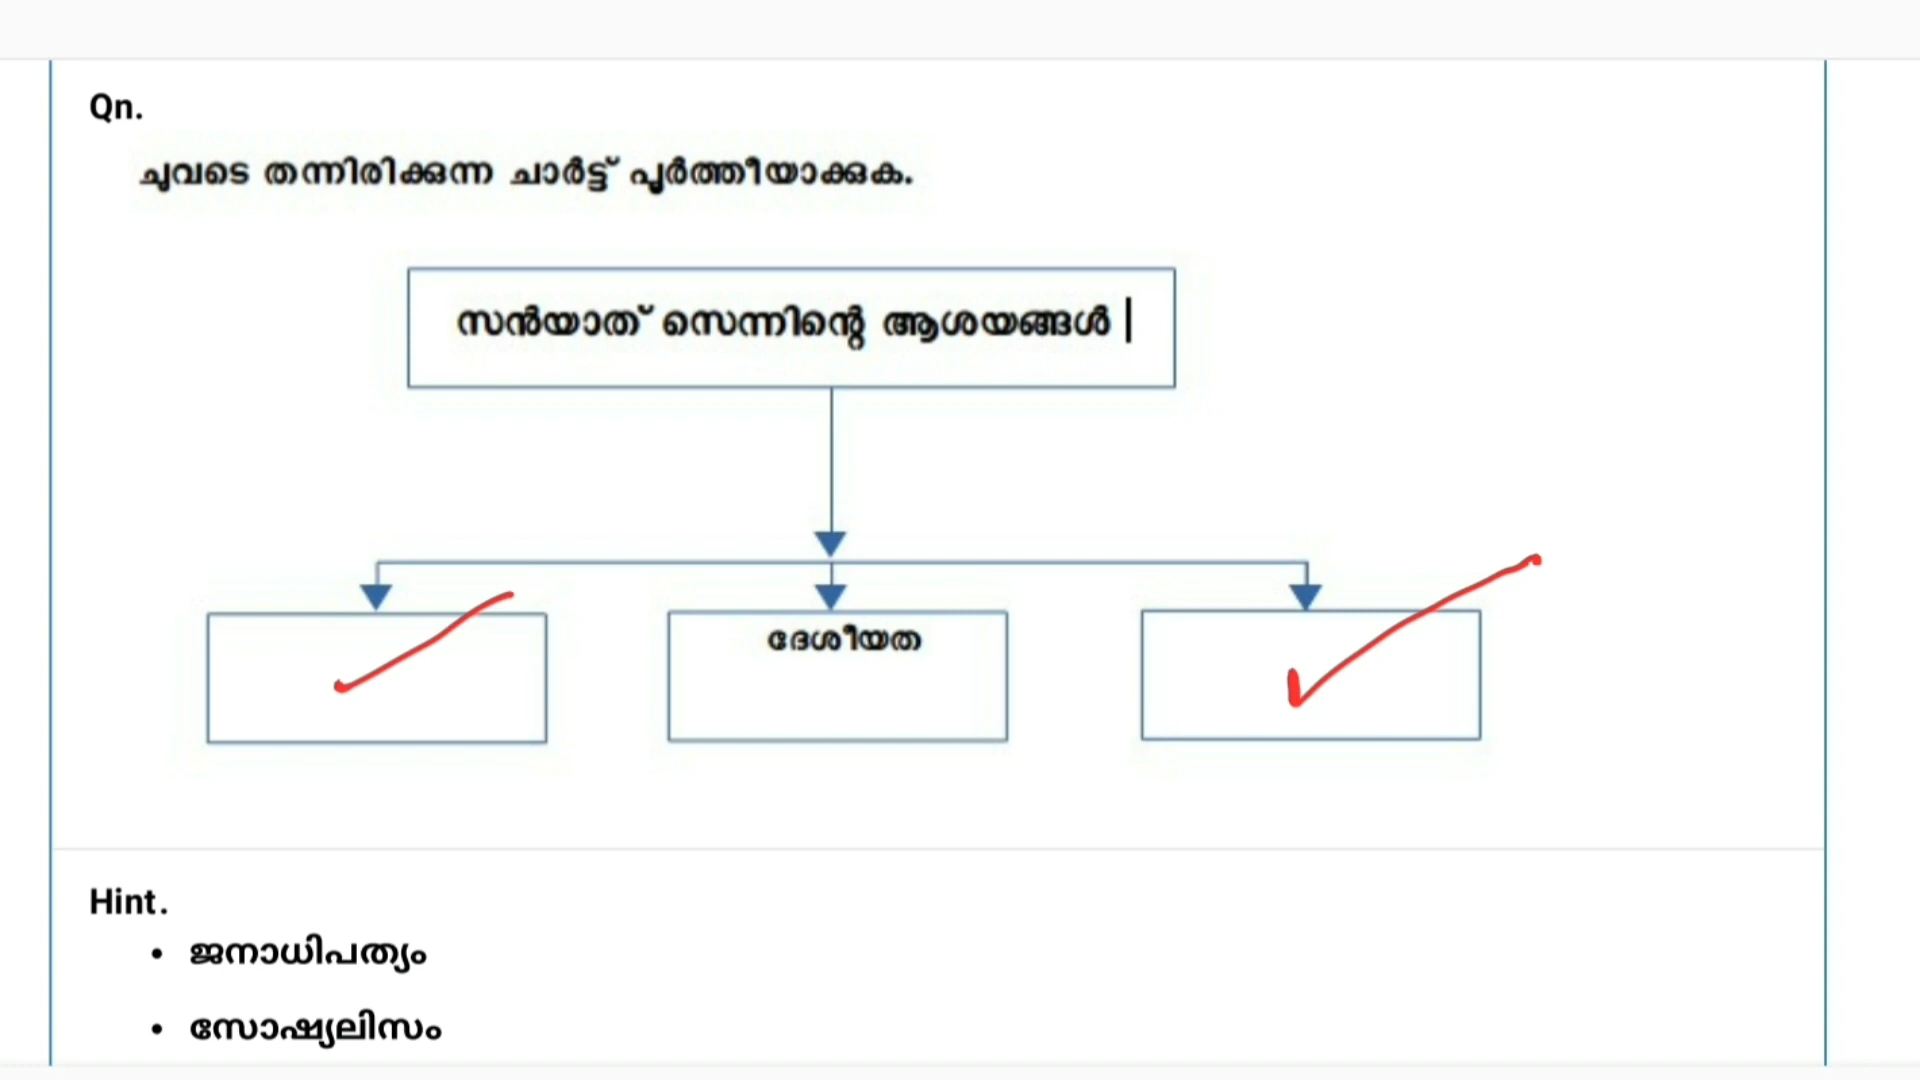 Qn.
ചുവടെ തന്നിരിക്കുന്ന ചാർട്ട് പൂർത്തീയാക്കുക.
സൻയാത് സെന്നിന്റെ ആശയങ്ങൾ
ദേശീയത
Hint.
• ജനാധിപത്യം
• സോഷ്യലിസം